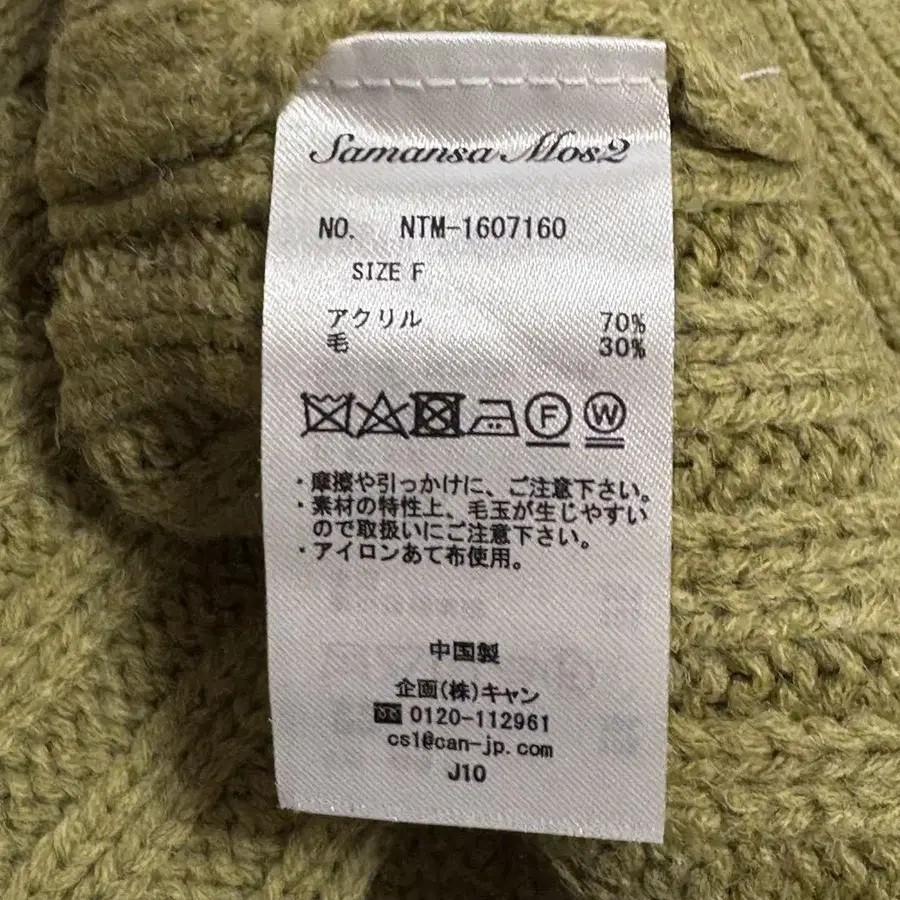 Samansa Mos2
NO. NTM-1607160
SIZE F
アクリル 70%
毛 30%
F W
・摩擦や引っかけに、ご注意下さい。
・素材の特性上、毛玉が生じやすい
ので取扱いにご注意下さい。
・アイロンあて布使用。
中国製
企画(株)キャン
0120-112961
cs1@can-jp.com
J10